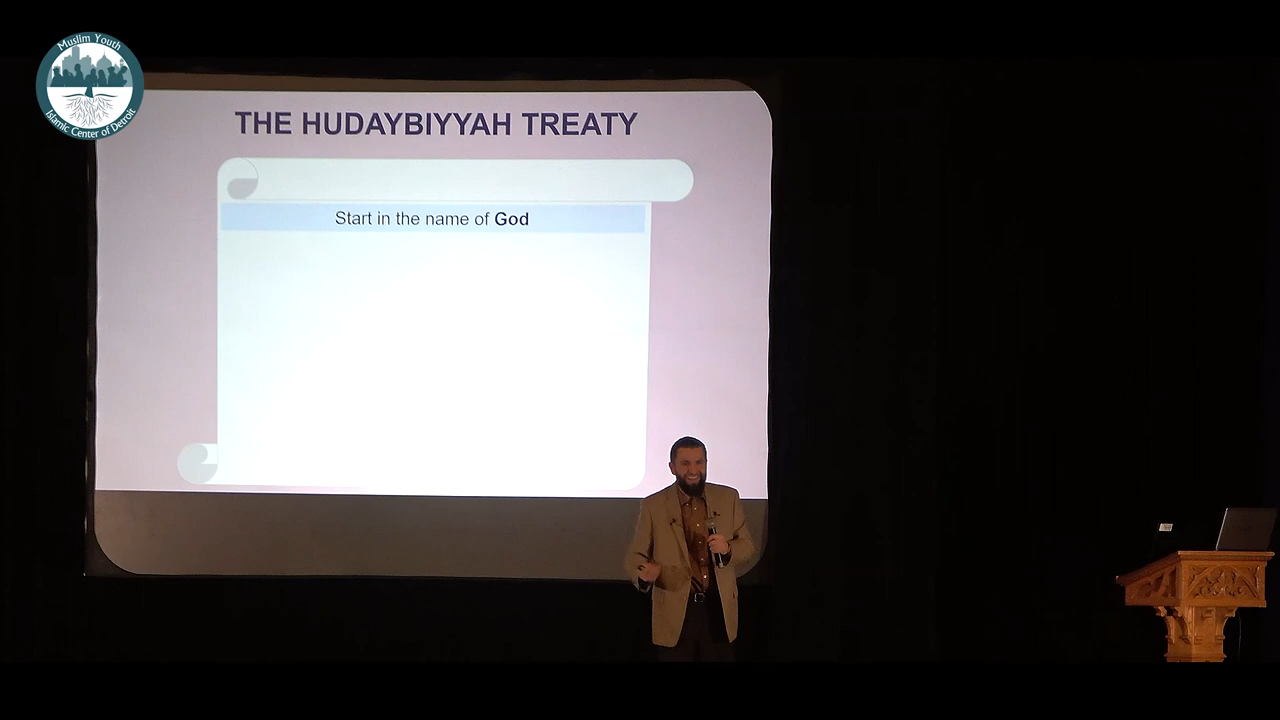 Muslim Youth
Islamic Center of Detroit
THE HUDAYBIYYAH TREATY
Start in the name of God